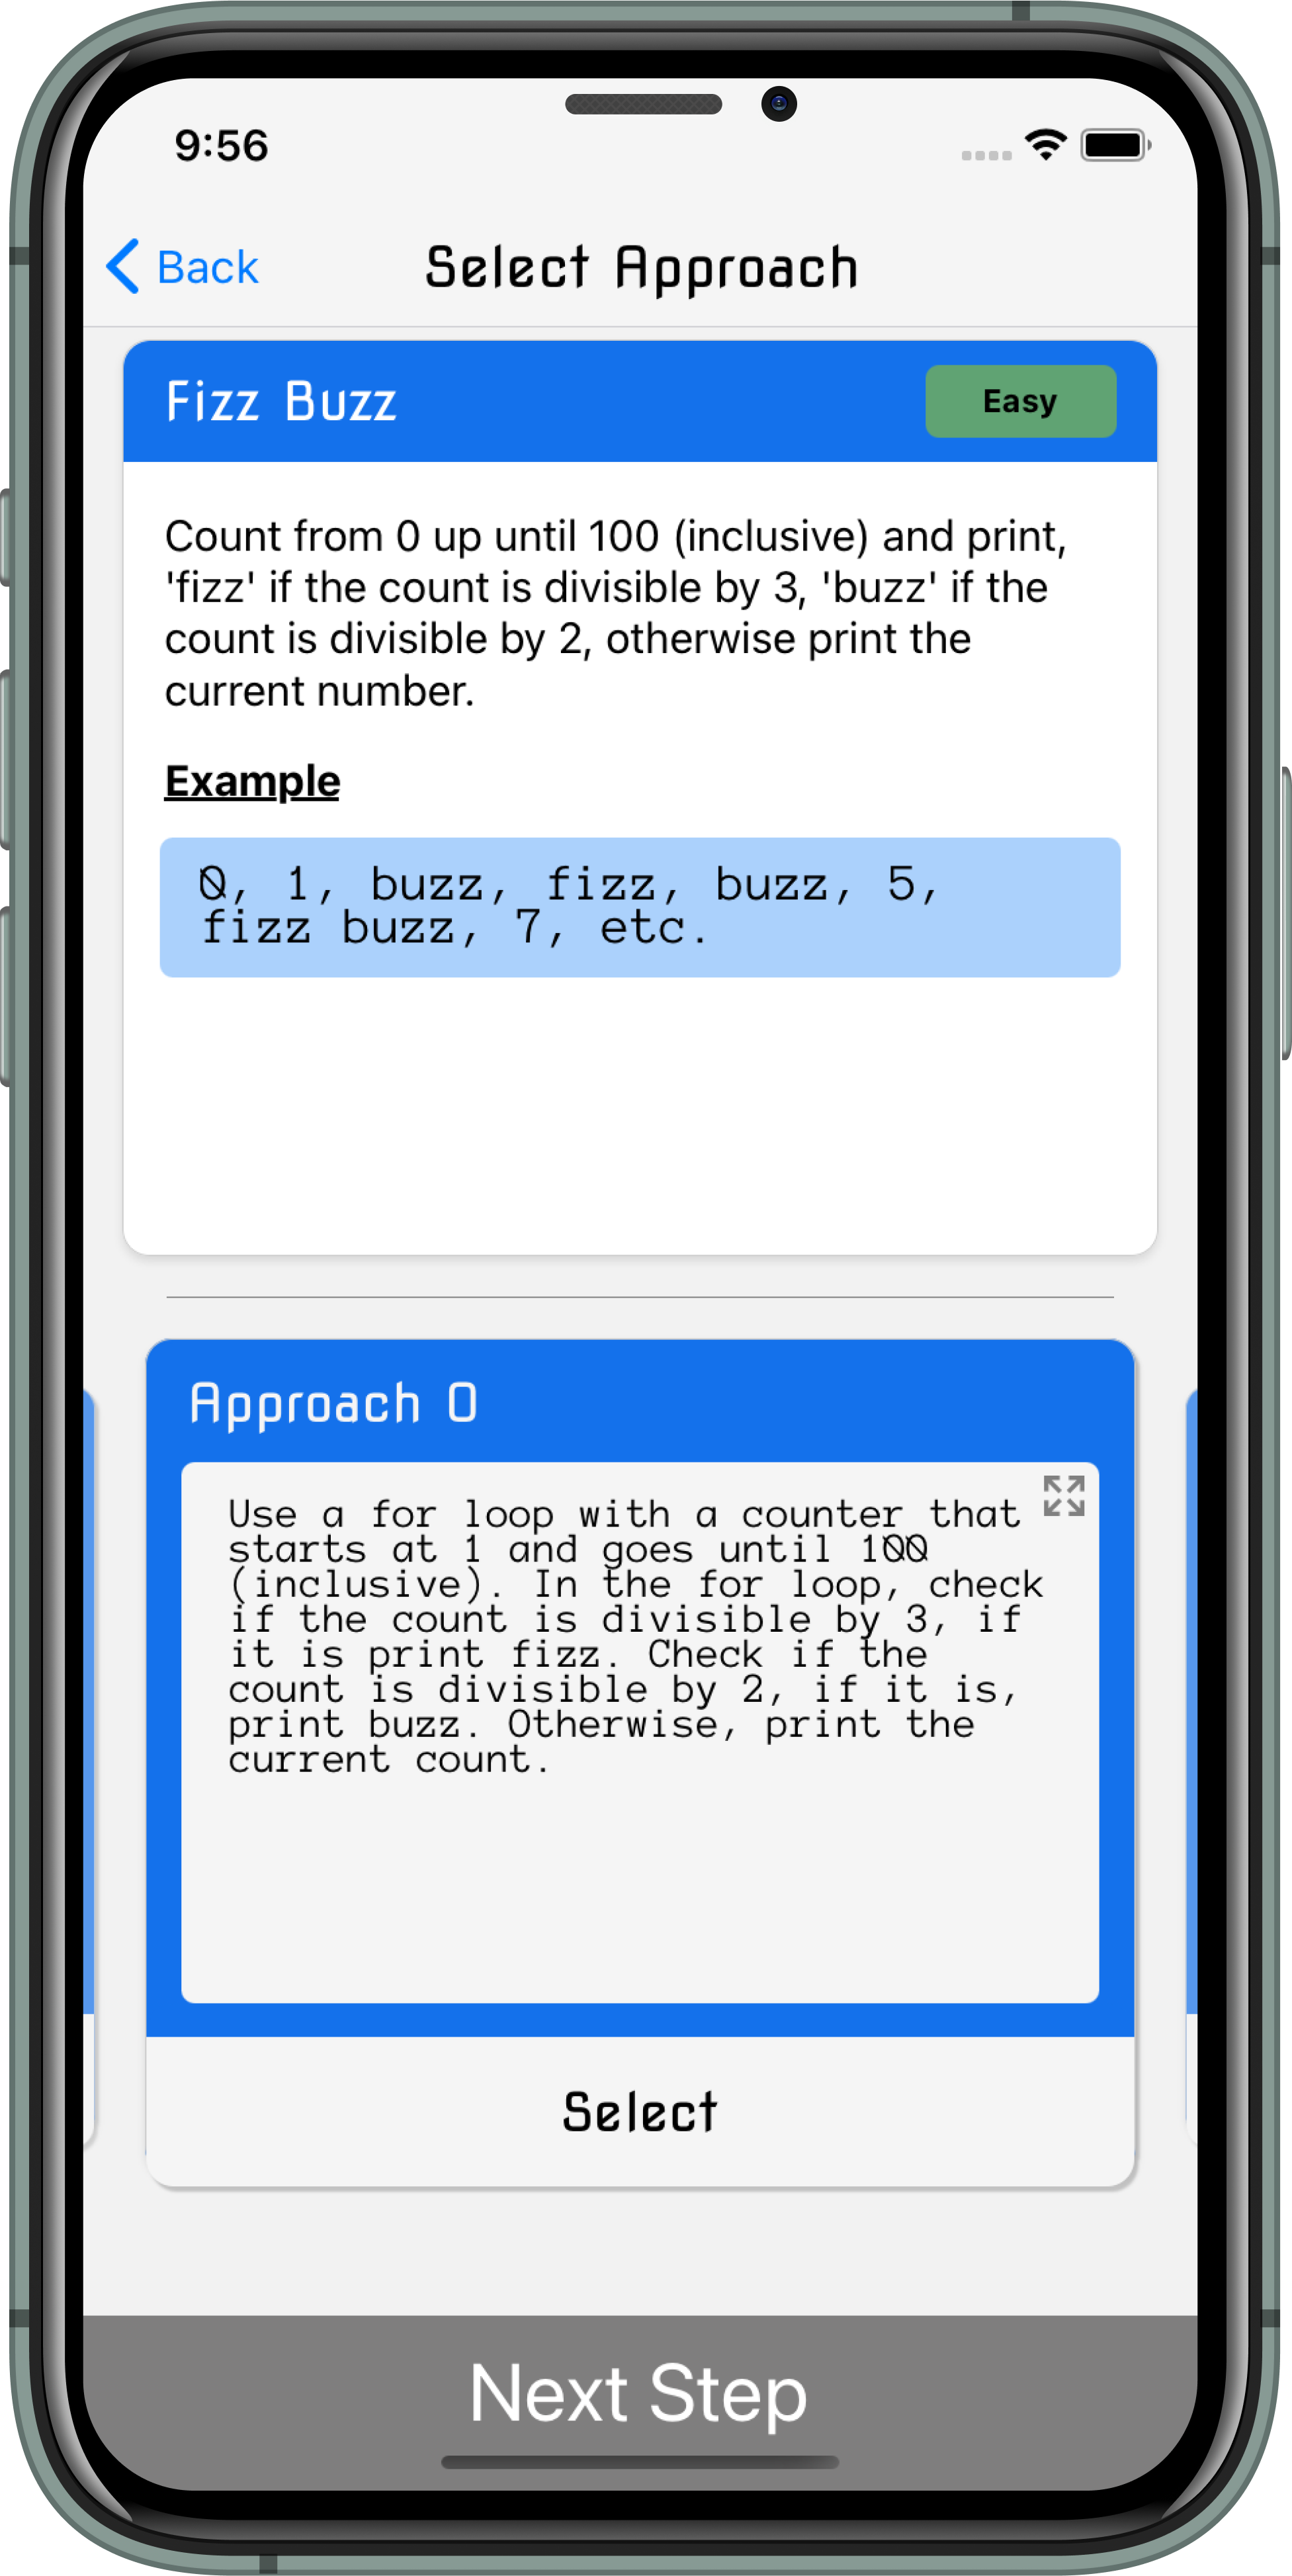 9:56
Back
Select Approach
Fizz Buzz
Easy
Count from 0 up until 100 (inclusive) and print,
'fizz' if the count is divisible by 3, 'buzz' if the
count is divisible by 2, otherwise print the
current number.
Example
0, 1, buzz, fizz, buzz, 5,
fizz buzz, 7, etc.
Approach 0
Use a for loop with a counter that
starts at 1 and goes until 100
(inclusive). In the for loop, check
if the count is divisible by 3, if
it is print fizz. Check if the
count is divisible by 2, if it is,
print buzz. Otherwise, print the
current count.
Select
Next Step